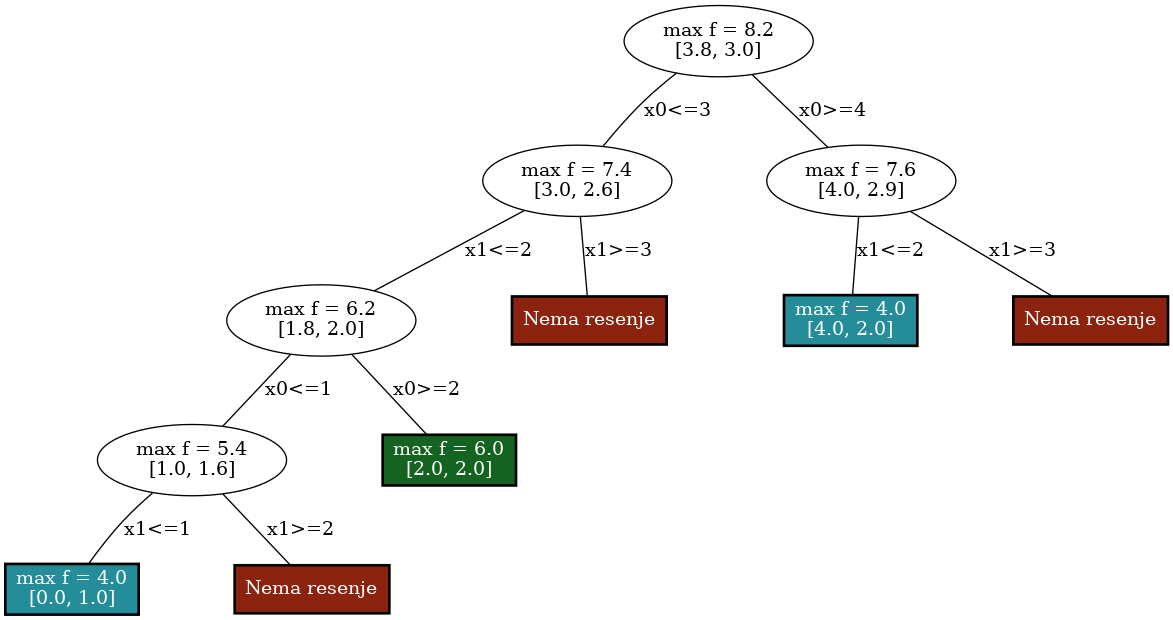 max f = 8.2
[3.8, 3.0]
x0<=3
x0>=4
max f = 7.4
[3.0, 2.6]
max f = 7.6
[4.0, 2.9]
x1<=2
x1>=3
x1<=2
x1>=3
max f = 6.2
[1.8, 2.0]
Nema resenje
max f = 4.0
[4.0, 2.0]
Nema resenje
x0<=1
x0>=2
max f = 5.4
[1.0, 1.6]
max f = 6.0
[2.0, 2.0]
x1<=1
x1>=2
max f = 4.0
[0.0, 1.0]
Nema resenje